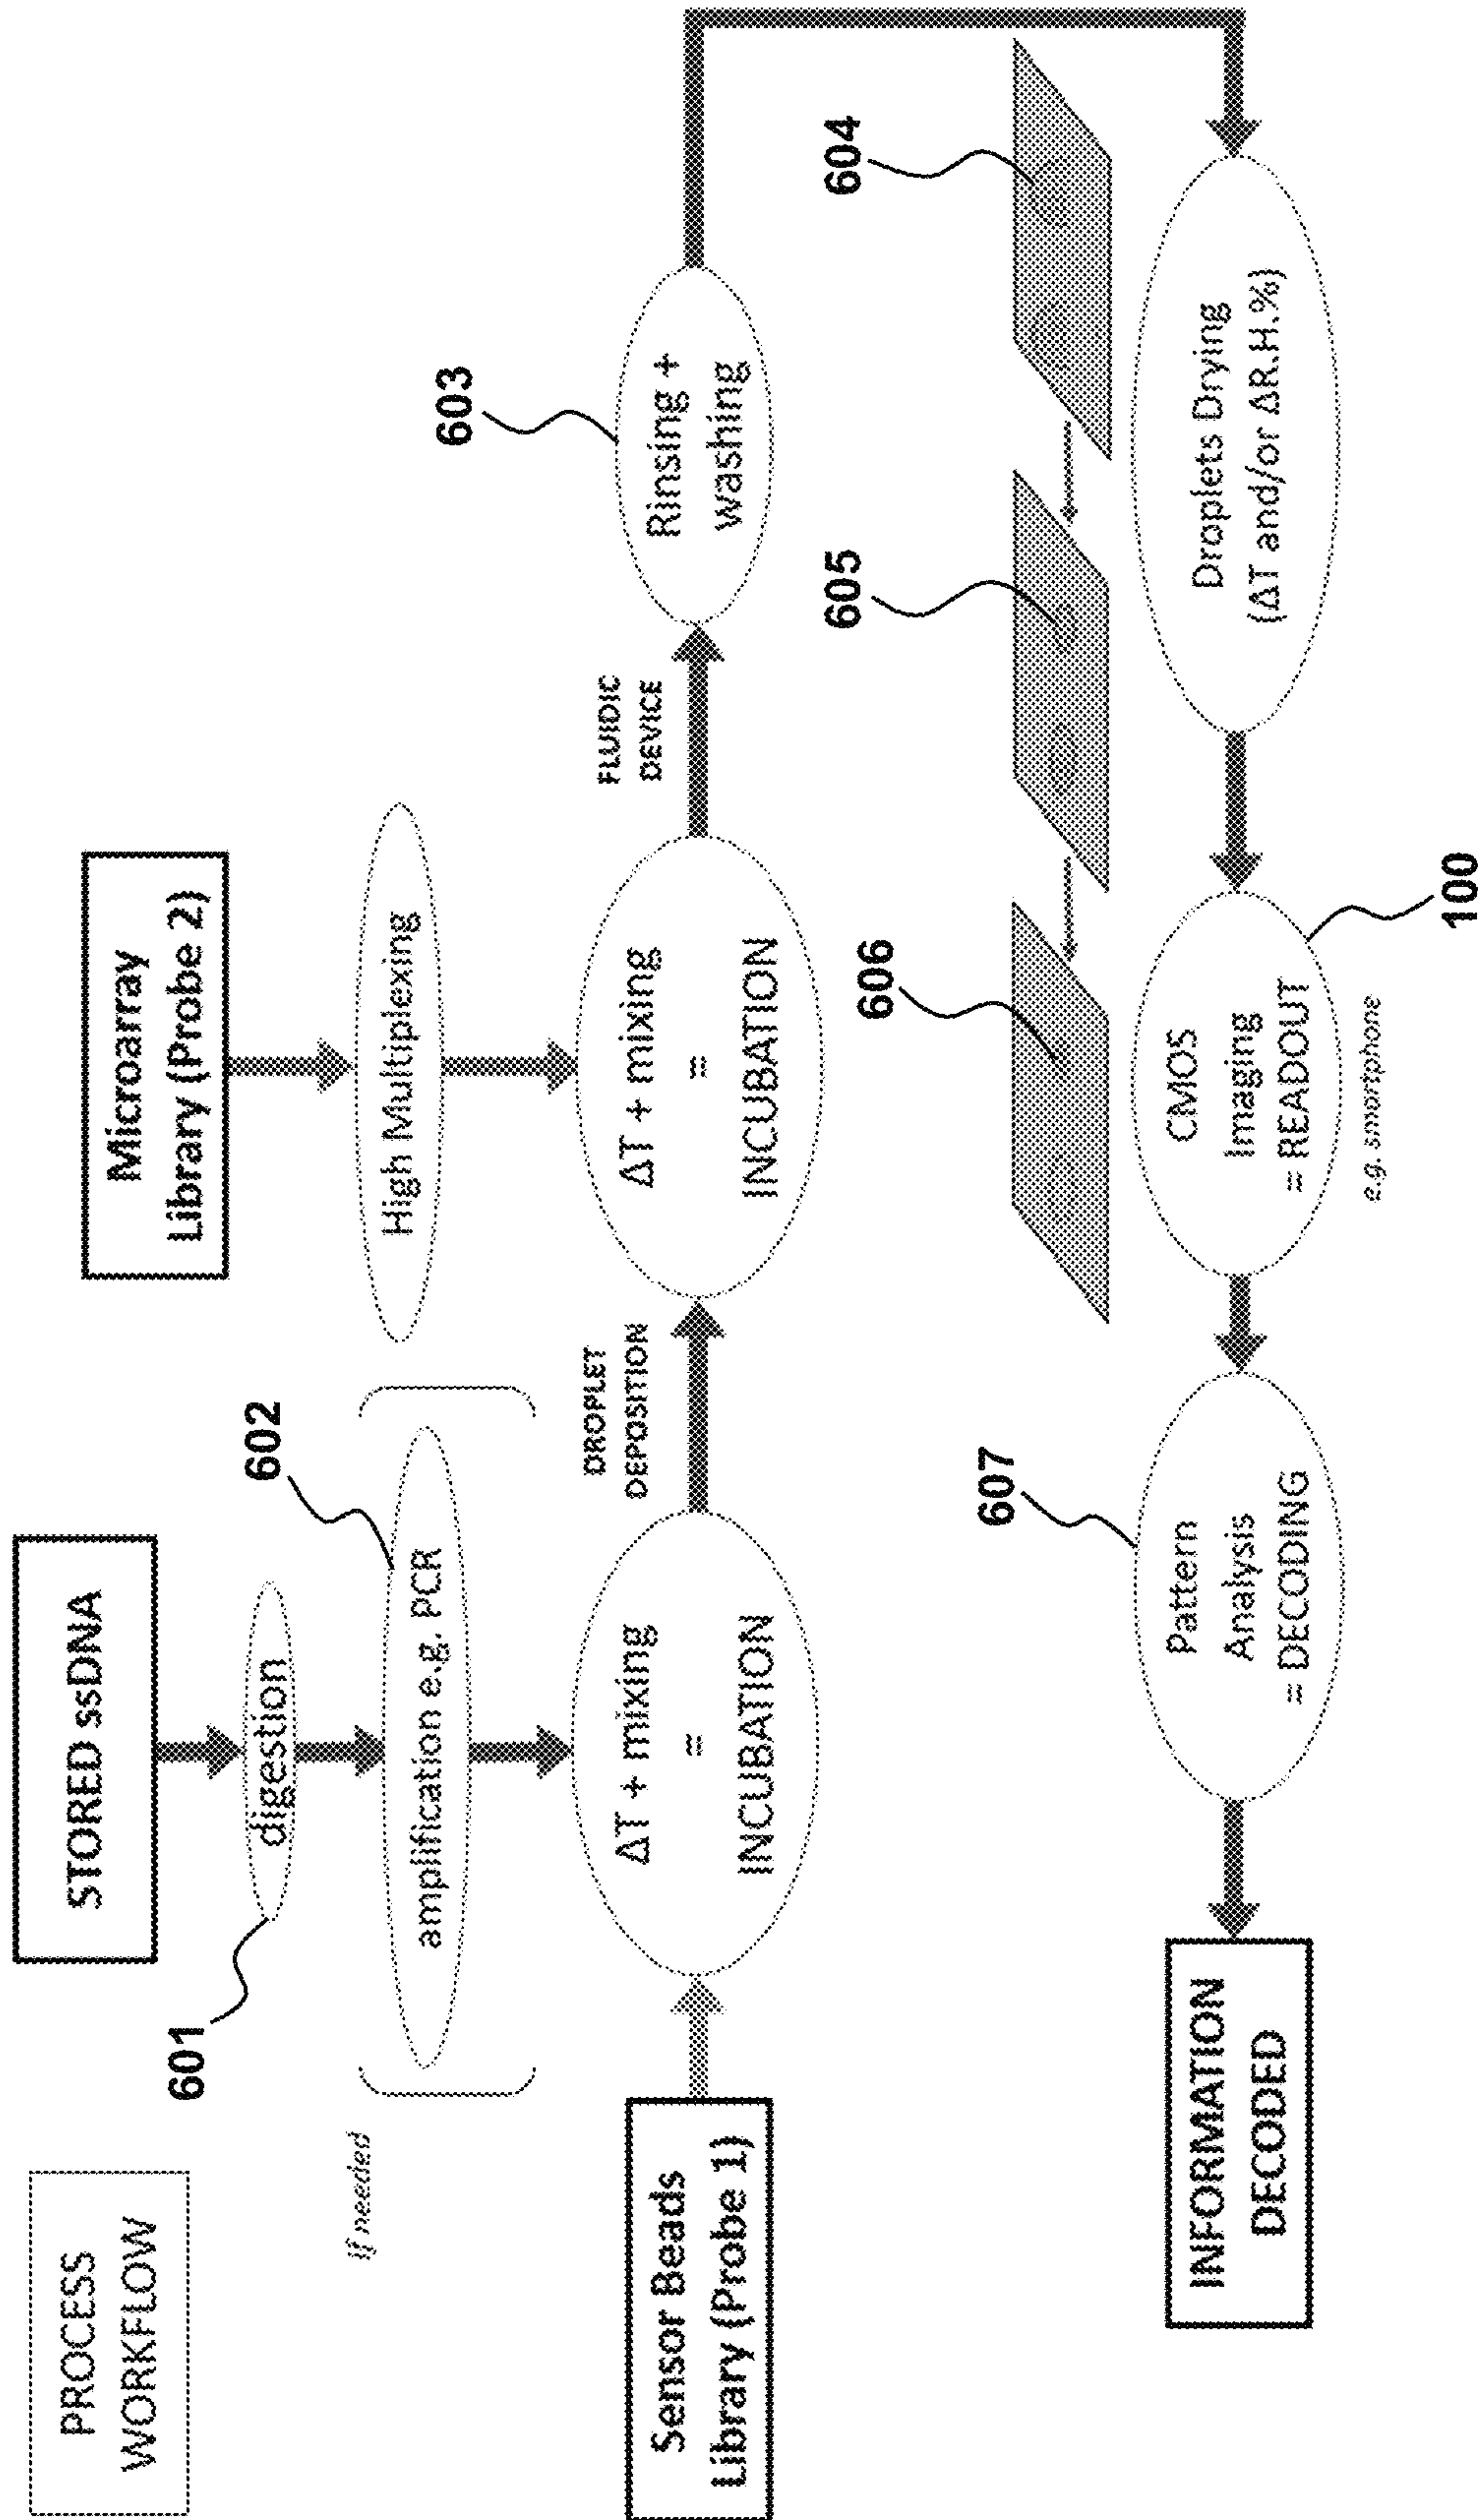 PROCESS
WORKFLOW
STORED ssDNA
601
digestion
If needed
602
amplification e.g. PCR
Microarray
Library (Probe 2)
High Multiplexing
Sensor Beads
Library (Probe 1)
ΔT + mixing
=
INCUBATION
DROPLET
DEPOSITION
ΔT + mixing
=
INCUBATION
FLUIDIC
DEVICE
603
Rinsing +
washing
604
605
606
Droplets Drying
(ΔT and/or ΔR.H.%)
100
CMOS
Imaging
= READOUT
e.g. smartphone
607
Pattern
Analysis
= DECODING
INFORMATION
DECODED